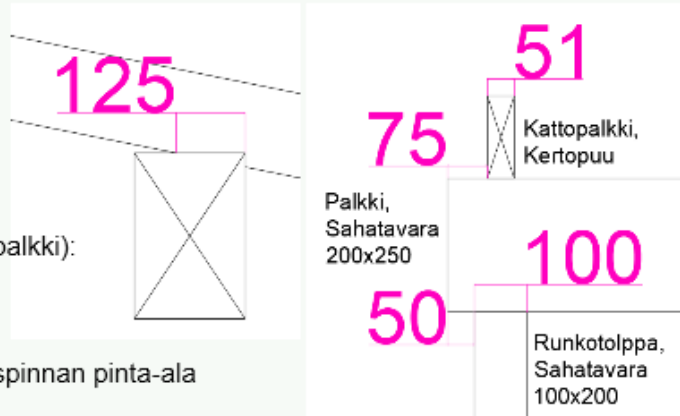 125
palkki):
spinnan pinta-ala
51
75
Kattopalkki,
Kertopuu
Palkki,
Sahatavara
200x250
100
50
Runkotolppa,
Sahatavara
100x200